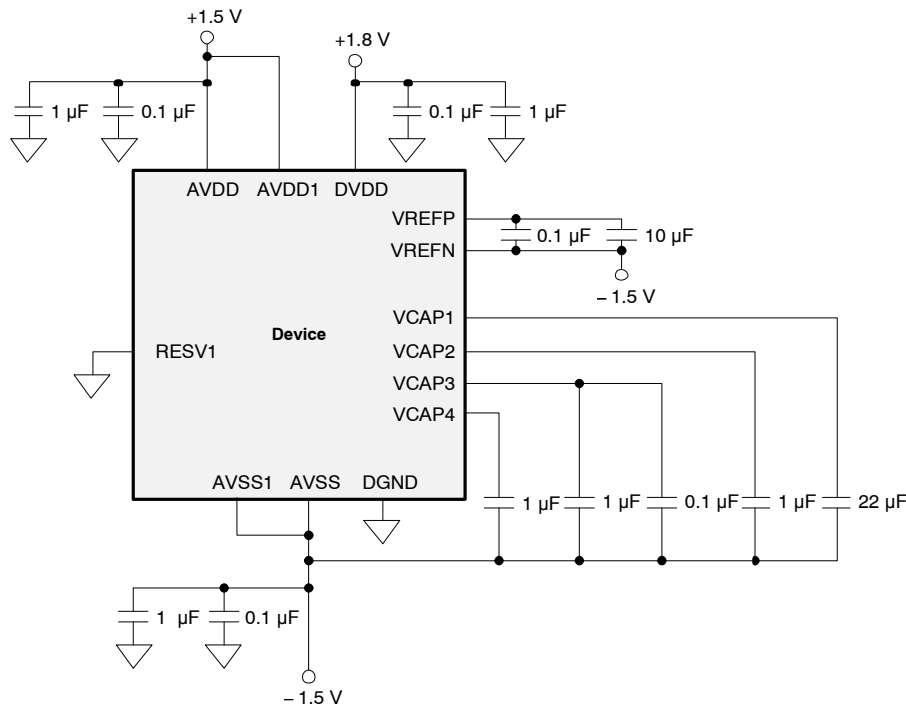 +1.5 V
+1.8 V
1 µF
0.1 µF
0.1 µF
1 µF
AVDD
AVDD1
DVDD
VREFP
VREFN
0.1 µF
10 µF
– 1.5 V
VCAP1
Device
RESV1
VCAP2
VCAP3
VCAP4
AVSS1
AVSS
DGND
1 µF
1 µF
0.1 µF
1 µF
22 µF
1 µF
0.1 µF
– 1.5 V